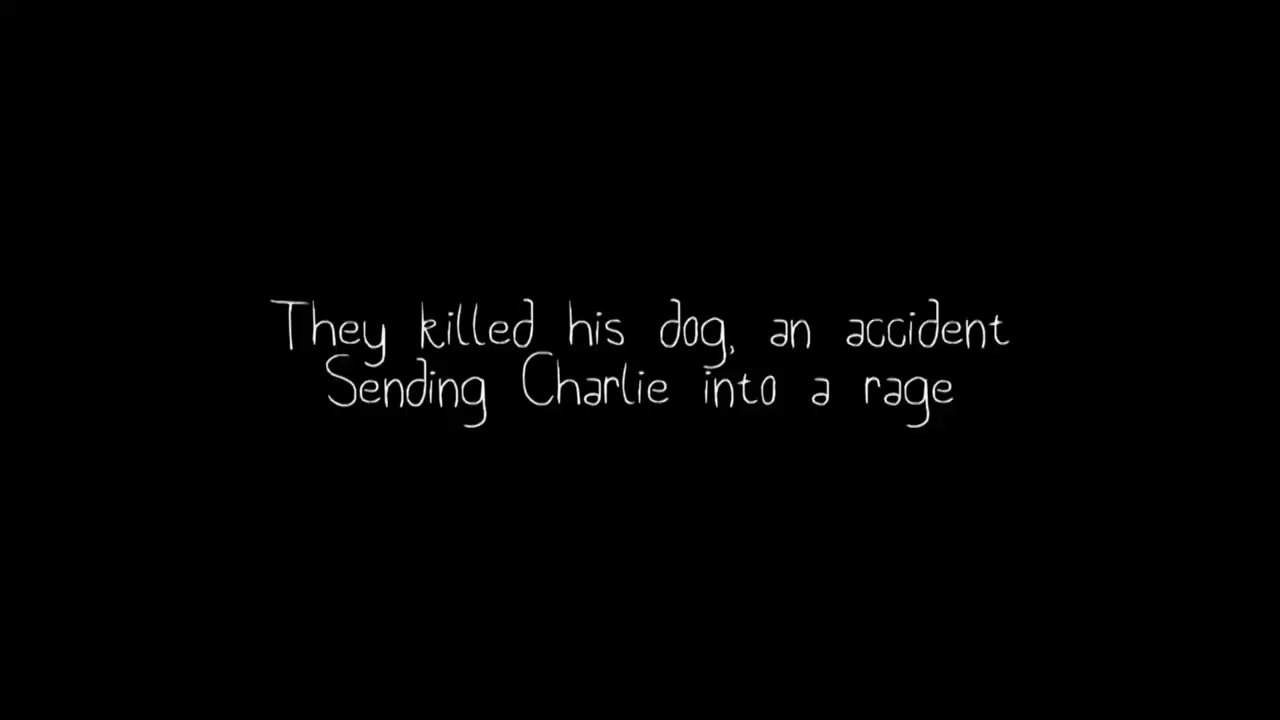 They killed his dog, an accident
Sending Charlie into a rage